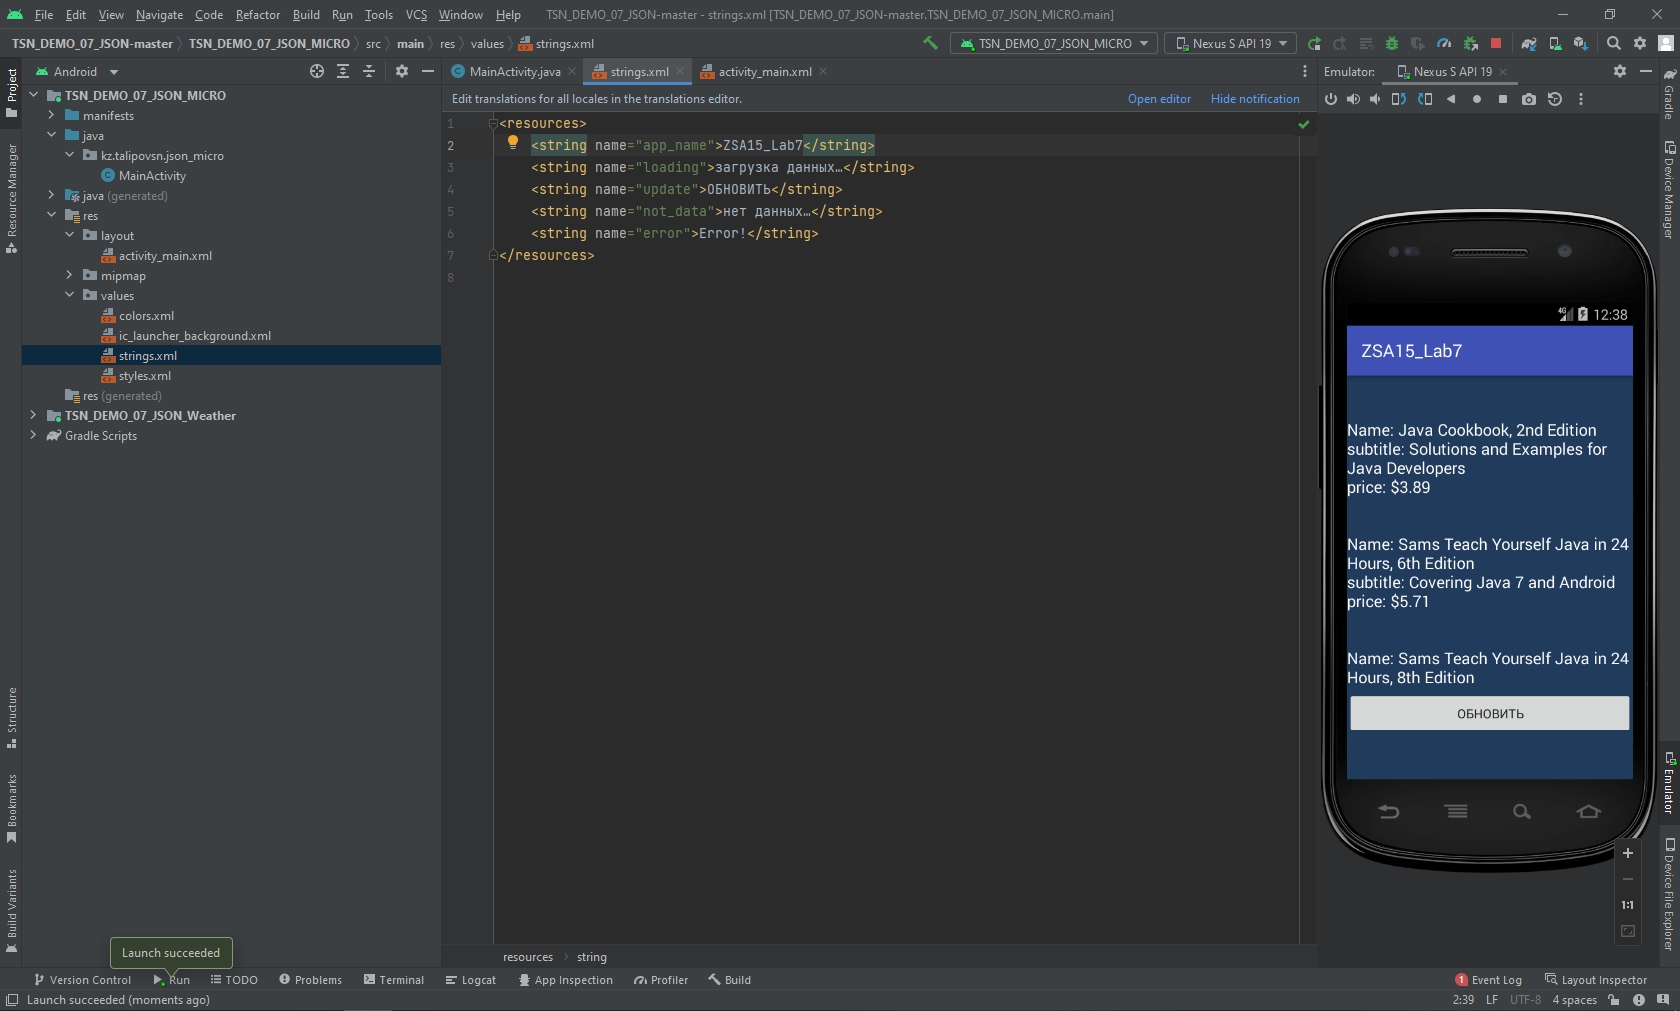 File Edit View Navigate Code Refactor Build Run Tools VCS Window Help TSN_DEMO_07_JSON-master - strings.xml [TSN_DEMO_07_JSON-master.TSN_DEMO_07_JSON_MICRO.main]
TSN_DEMO_07_JSON-master TSN_DEMO_07_JSON_MICRO src main res values strings.xml TSN_DEMO_07_JSON_MICRO Nexus S API 19
Project
Resource Manager
Structure
Bookmarks
Build Variants
Android
TSN_DEMO_07_JSON_MICRO
manifests
java
kz.talipovsn.json_micro
MainActivity
java (generated)
res
layout
activity_main.xml
mipmap
values
colors.xml
ic_launcher_background.xml
strings.xml
styles.xml
res (generated)
TSN_DEMO_07_JSON_Weather
Gradle Scripts
MainActivity.java strings.xml activity_main.xml
Edit translations for all locales in the translations editor. Open editor Hide notification
1 <resources>
2 <string name="app_name">ZSA15_Lab7</string>
3 <string name="loading">загрузка данных…</string>
4 <string name="update">ОБНОВИТЬ</string>
5 <string name="not_data">нет данных…</string>
6 <string name="error">Error!</string>
7 </resources>
8
resources string
Emulator: Nexus S API 19
4G 12:38
ZSA15_Lab7
Name: Java Cookbook, 2nd Edition
subtitle: Solutions and Examples for
Java Developers
price: $3.89
Name: Sams Teach Yourself Java in 24
Hours, 6th Edition
subtitle: Covering Java 7 and Android
price: $5.71
Name: Sams Teach Yourself Java in 24
Hours, 8th Edition
ОБНОВИТЬ
1:1
Gradle
Device Manager
Emulator
Device File Explorer
Launch succeeded
Version Control Run TODO Problems Terminal Logcat App Inspection Profiler Build 1 Event Log Layout Inspector
Launch succeeded (moments ago) 2:39 LF UTF-8 4 spaces